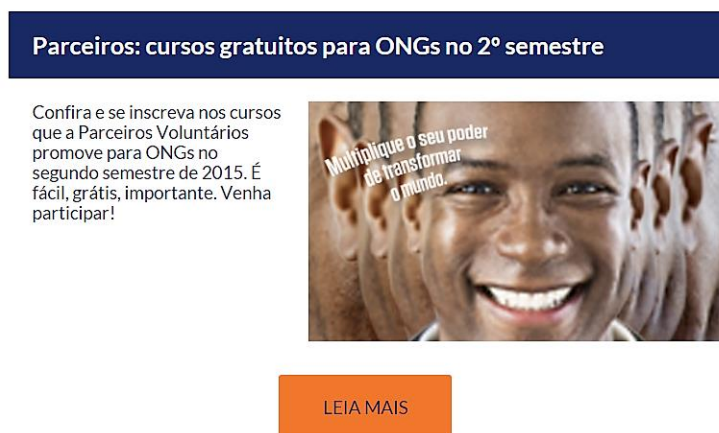 Parceiros: cursos gratuitos para ONGs no 2º semestre
Confira e se inscreva nos cursos
que a Parceiros Voluntários
promove para ONGs no
segundo semestre de 2015. É
fácil, grátis, importante. Venha
participar!
Multiplique o seu poder
de transformar
o mundo.
LEIA MAIS